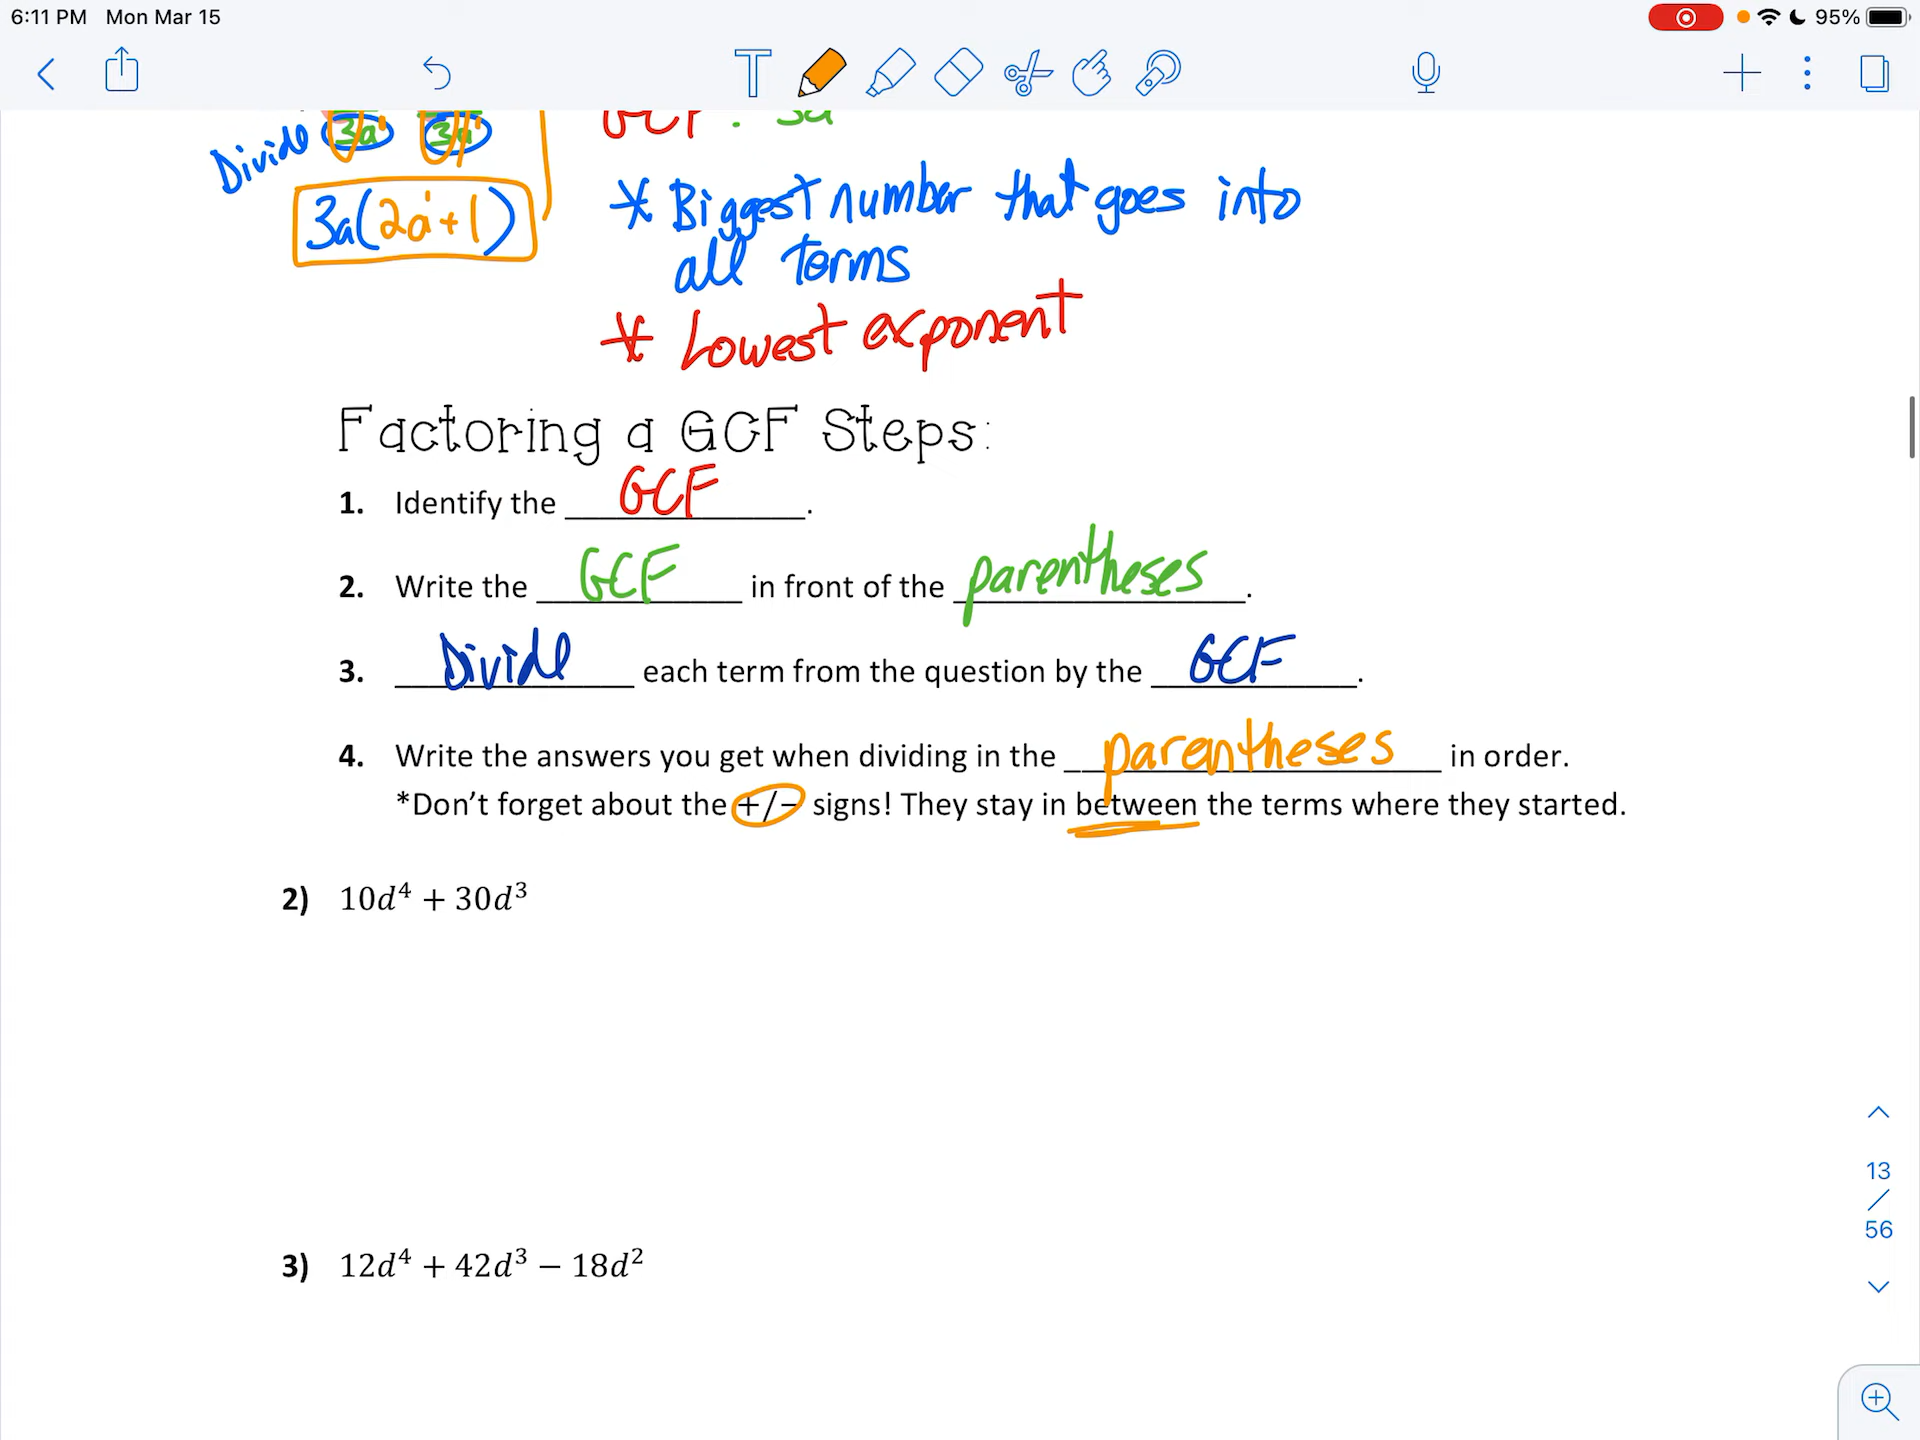 6:11 PM Mon Mar 15
95%
T
Divide 3a 3a
GCF : 3a
3a(2a+1)
* Biggest number that goes into
all terms
* Lowest exponent
Factoring a GCF Steps:
1. Identify the GCF.
2. Write the GCF in front of the parentheses.
3. Divide each term from the question by the GCF.
4. Write the answers you get when dividing in the parentheses in order.
*Don’t forget about the +/− signs! They stay in between the terms where they started.
2) 10d⁴ + 30d³
3) 12d⁴ + 42d³ − 18d²
13
/
56